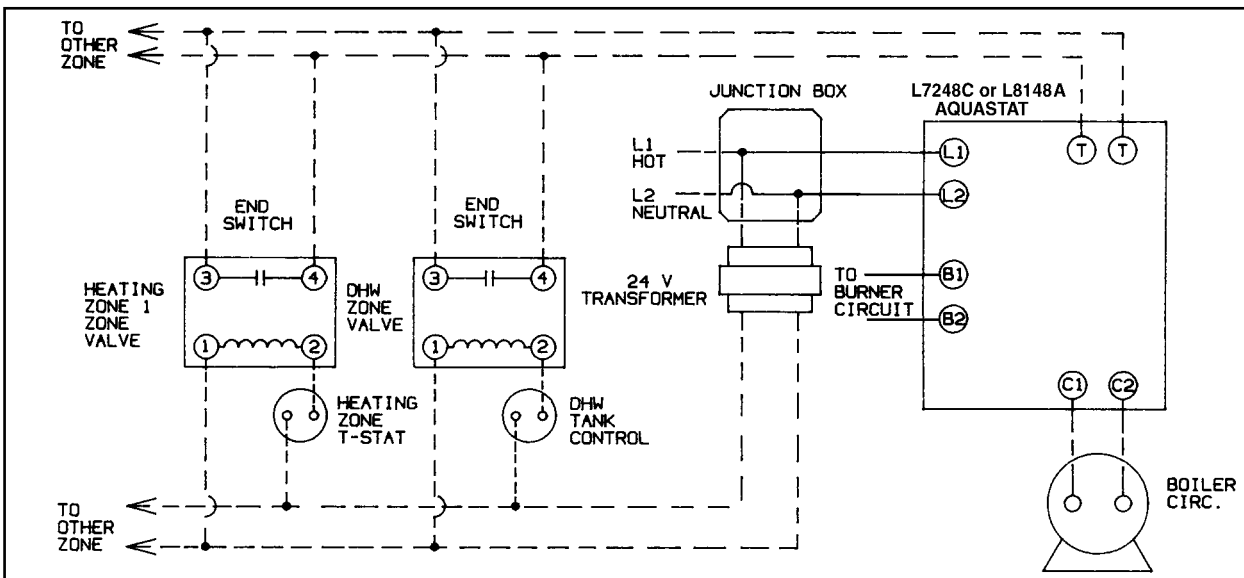 TO
OTHER
ZONE
JUNCTION BOX
L7248C or L8148A
AQUASTAT
L1
HOT
L2
NEUTRAL
L1
L2
T
T
END
SWITCH
END
SWITCH
3
4
3
4
HEATING
ZONE 1
ZONE
VALVE
DHW
ZONE
VALVE
24 V
TRANSFORMER
TO
BURNER
CIRCUIT
B1
B2
1
2
1
2
C1
C2
HEATING
ZONE
T-STAT
DHW
TANK
CONTROL
BOILER
CIRC.
TO
OTHER
ZONE